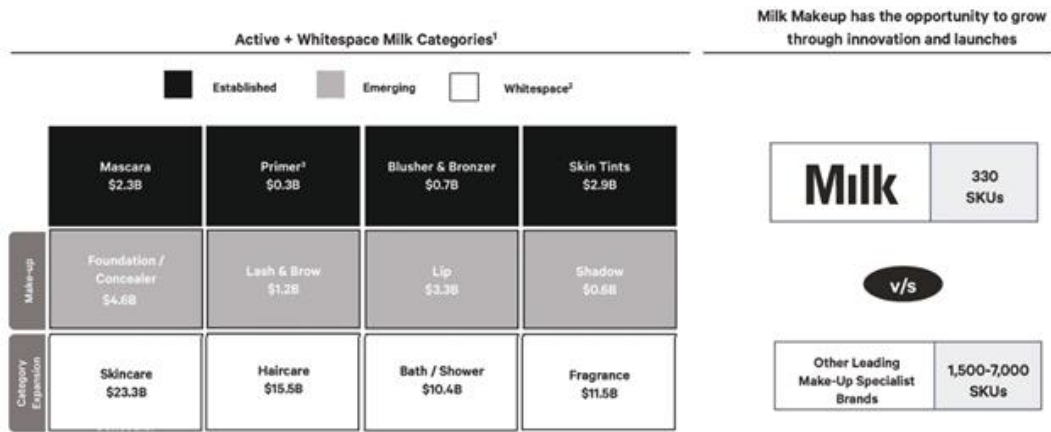 Active + Whitespace Milk Categories¹
Established
Emerging
Whitespace²
Mascara
$2.3B
Primer³
$0.3B
Blusher & Bronzer
$0.7B
Skin Tints
$2.9B
Make-up
Foundation /
Concealer
$4.6B
Lash & Brow
$1.2B
Lip
$3.3B
Shadow
$0.6B
Category
Expansion
Skincare
$23.3B
Haircare
$15.5B
Bath / Shower
$10.4B
Fragrance
$11.5B
Milk Makeup has the opportunity to grow
through innovation and launches
Milk
330
SKUs
v/s
Other Leading
Make-Up Specialist
Brands
1,500-7,000
SKUs